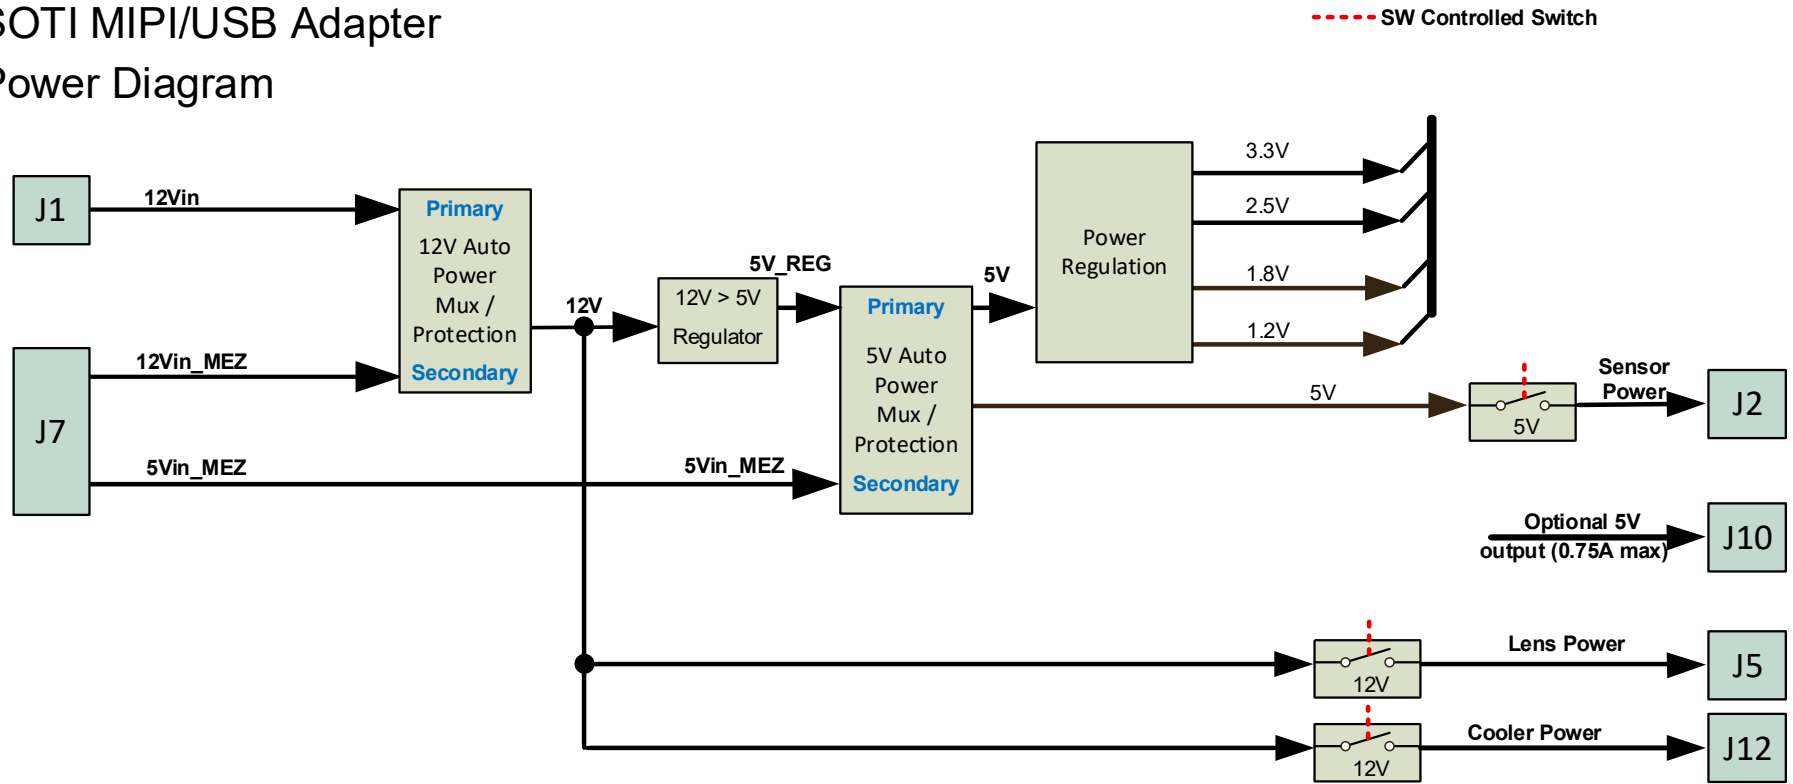 SOTI MIPI/USB Adapter
Power Diagram
SW Controlled Switch
J1
12Vin
Primary
12V Auto
Power
Mux /
Protection
Secondary
J7
12Vin_MEZ
5Vin_MEZ
12V
12V > 5V
Regulator
5V_REG
5Vin_MEZ
Primary
5V Auto
Power
Mux /
Protection
Secondary
5V
Power
Regulation
3.3V
2.5V
1.8V
1.2V
5V
5V
Sensor
Power
J2
Optional 5V
output (0.75A max)
J10
12V
Lens Power
J5
12V
Cooler Power
J12